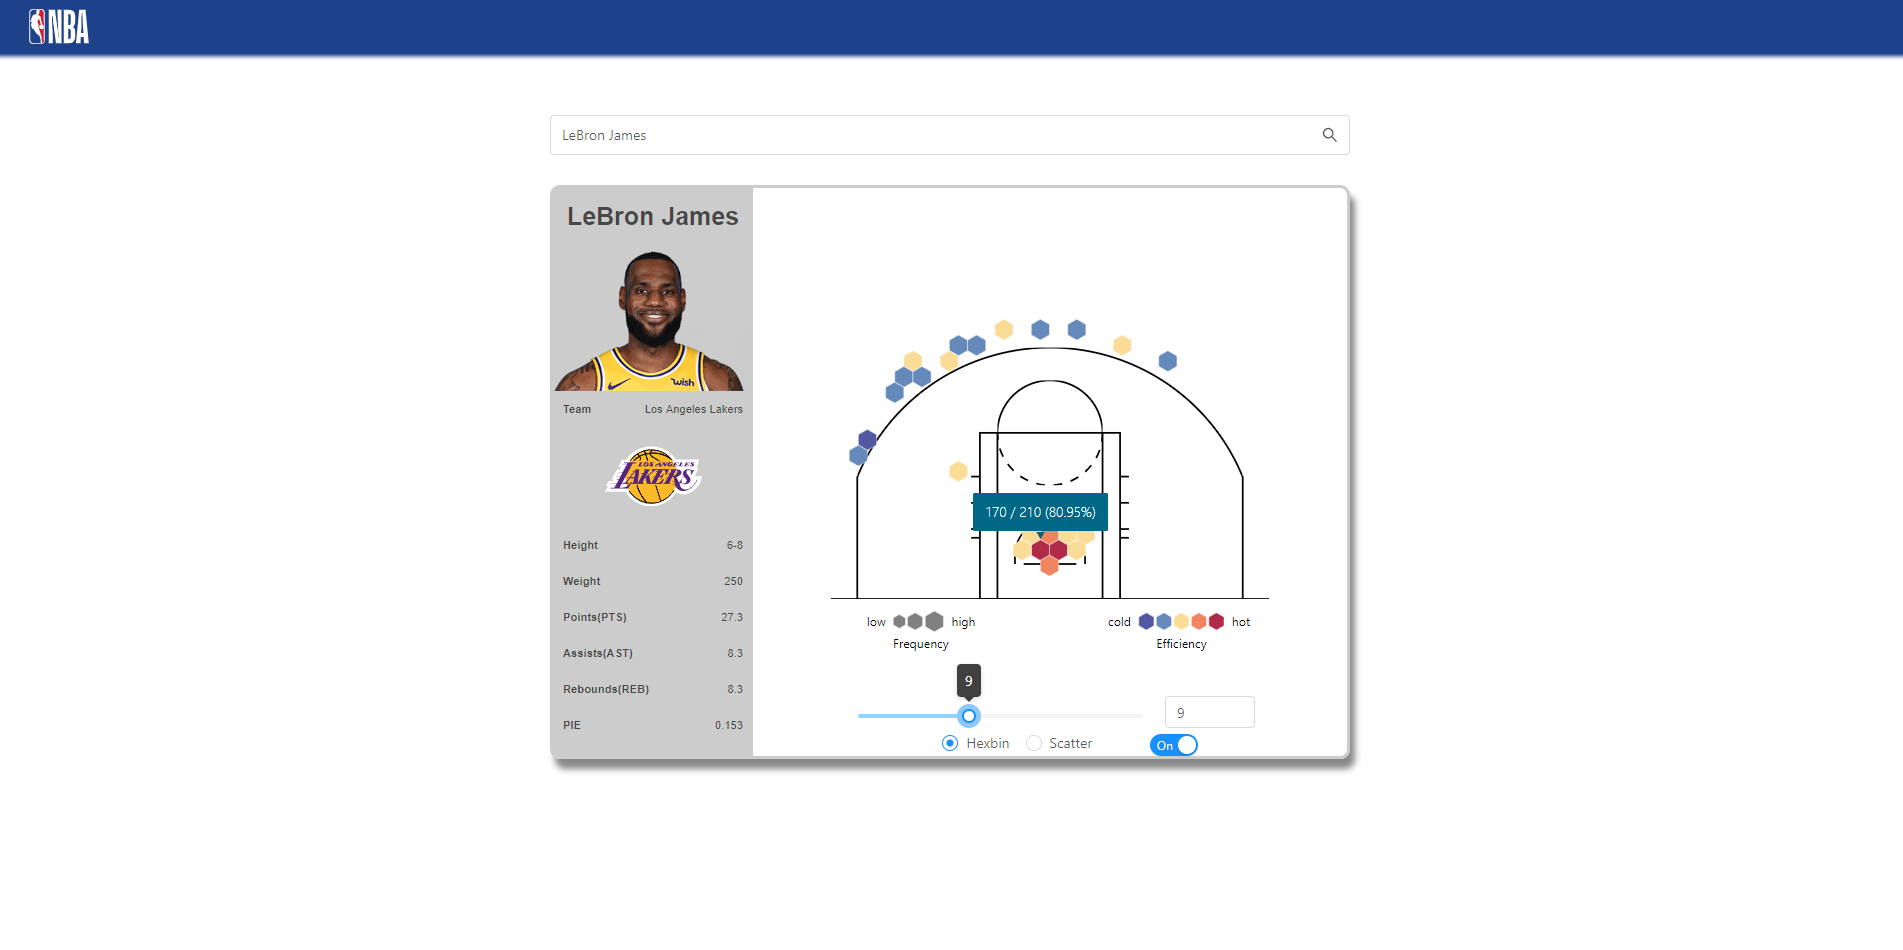 NBA
LeBron James
LeBron James
wish
Team Los Angeles Lakers
LOS ANGELES
LAKERS
Height 6-8
Weight 250
Points(PTS) 27.3
Assists(AST) 8.3
Rebounds(REB) 8.3
PIE 0.153
170 / 210 (80.95%)
low high
Frequency
cold hot
Efficiency
9
9
Hexbin Scatter On